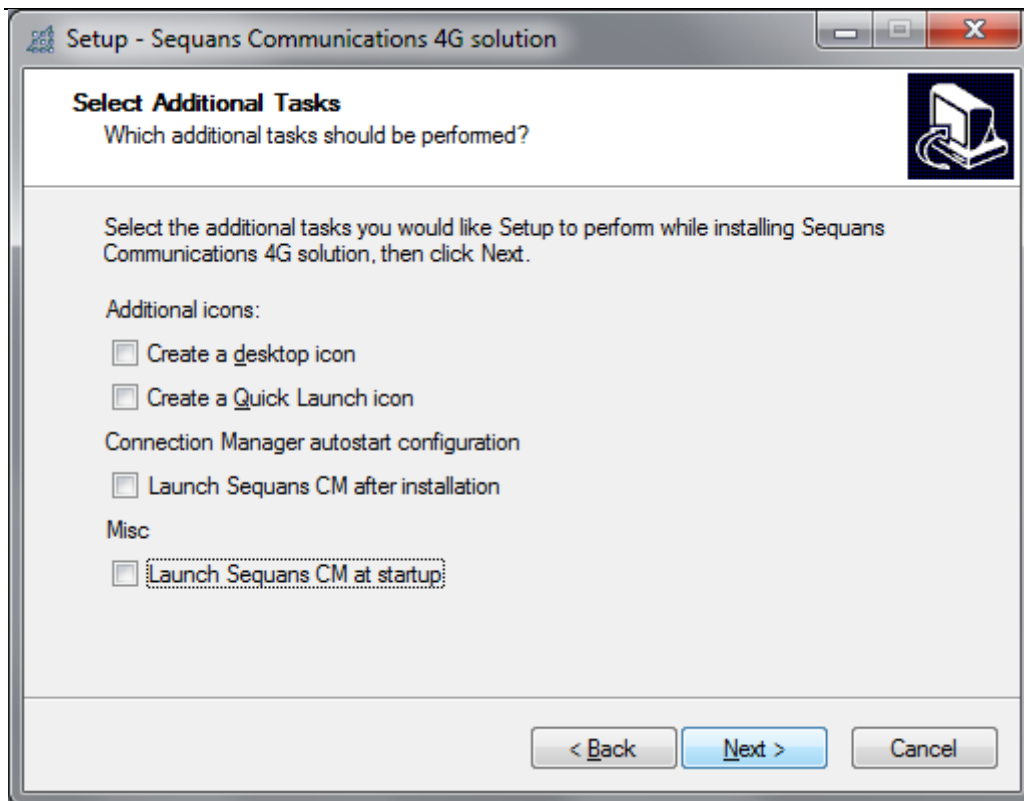 Setup - Sequans Communications 4G solution
Select Additional Tasks
Which additional tasks should be performed?
Select the additional tasks you would like Setup to perform while installing Sequans
Communications 4G solution, then click Next.
Additional icons:
Create a desktop icon
Create a Quick Launch icon
Connection Manager autostart configuration
Launch Sequans CM after installation
Misc
Launch Sequans CM at startup
< Back Next > Cancel